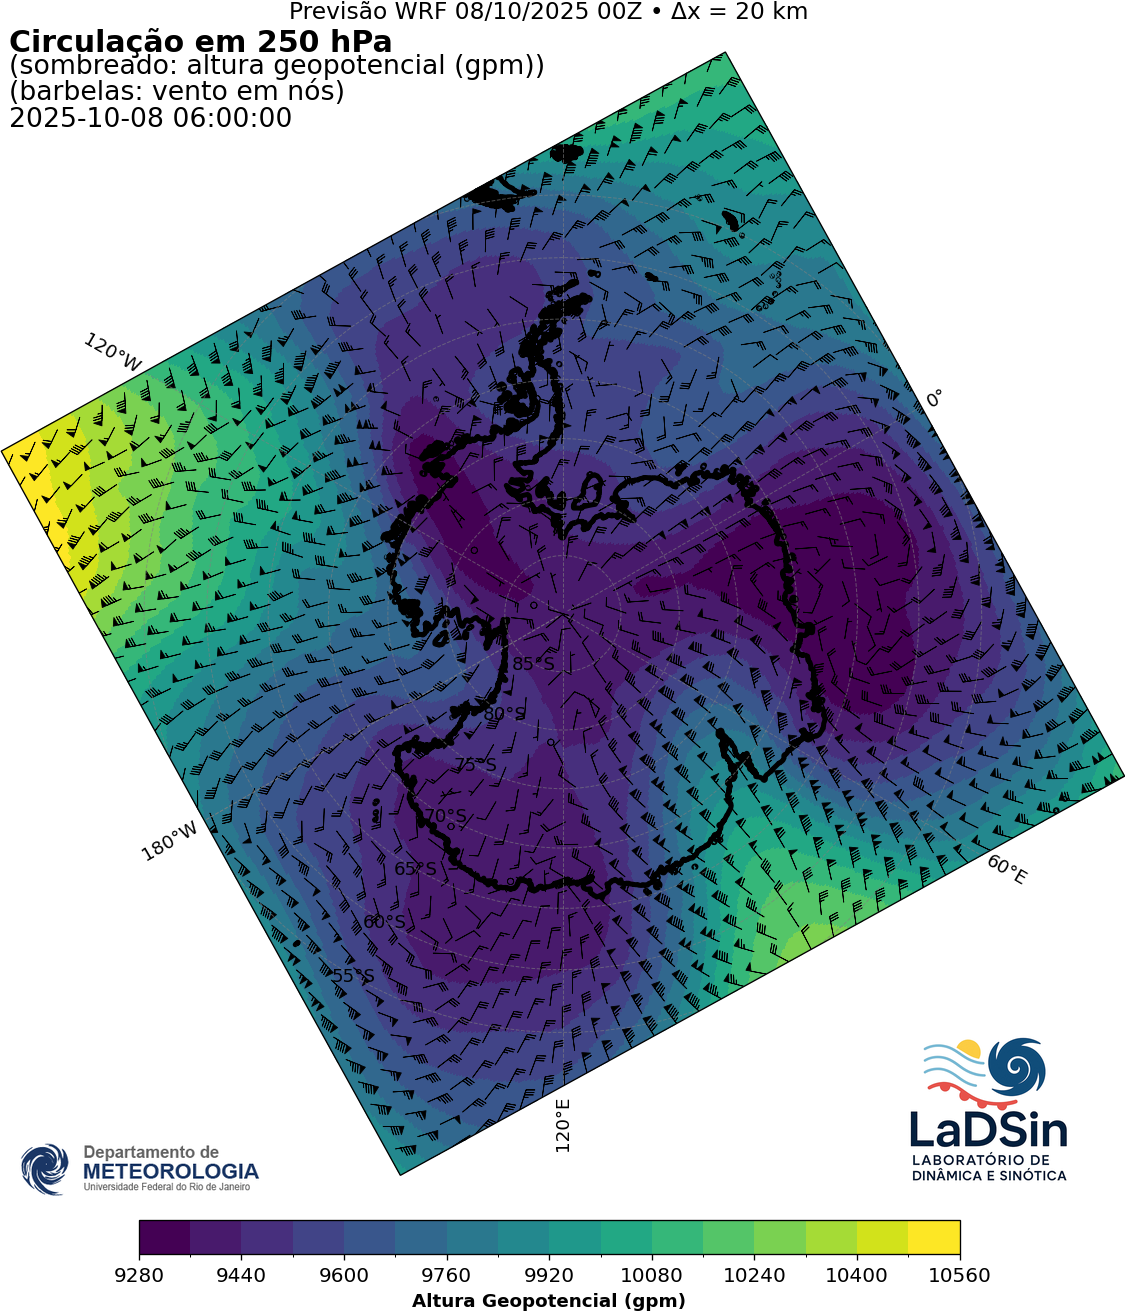 Previsão WRF 08/10/2025 00Z • Δx = 20 km
Circulação em 250 hPa
(sombreado: altura geopotencial (gpm))
(barbelas: vento em nós)
2025-10-08 06:00:00
120°W
0°
85°S
80°S
75°S
70°S
180°W
65°S
60°E
60°S
55°S
120°E
LaDSin
LABORATÓRIO DE
DINÂMICA E SINÓTICA
Departamento de
METEOROLOGIA
Universidade Federal do Rio de Janeiro
9280 9440 9600 9760 9920 10080 10240 10400 10560
Altura Geopotencial (gpm)